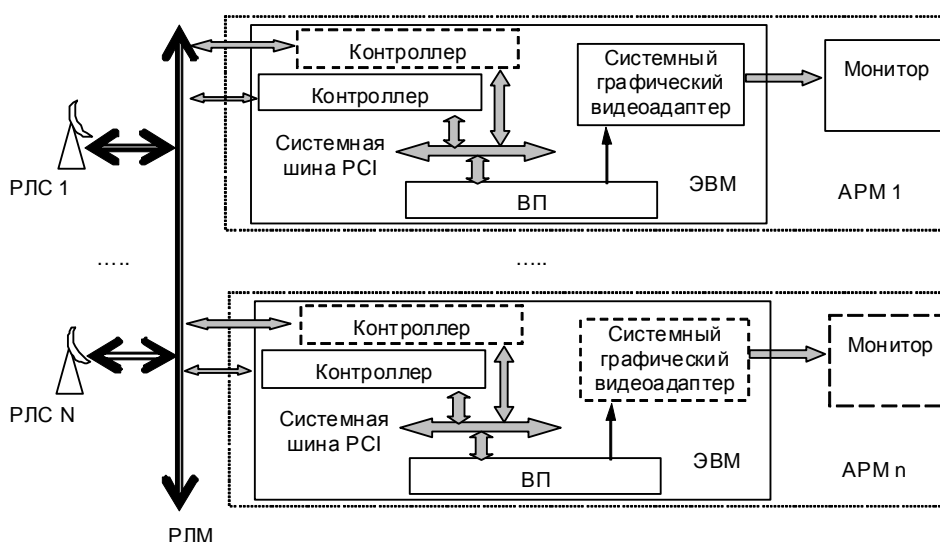 Контроллер
Контроллер
Системная
шина PCI
ВП
Системный
графический
видеоадаптер
ЭВМ
Монитор
АРМ 1
РЛС 1
.....
.....
Контроллер
Контроллер
Системная
шина PCI
ВП
Системный
графический
видеоадаптер
ЭВМ
Монитор
АРМ n
РЛС N
РЛМ